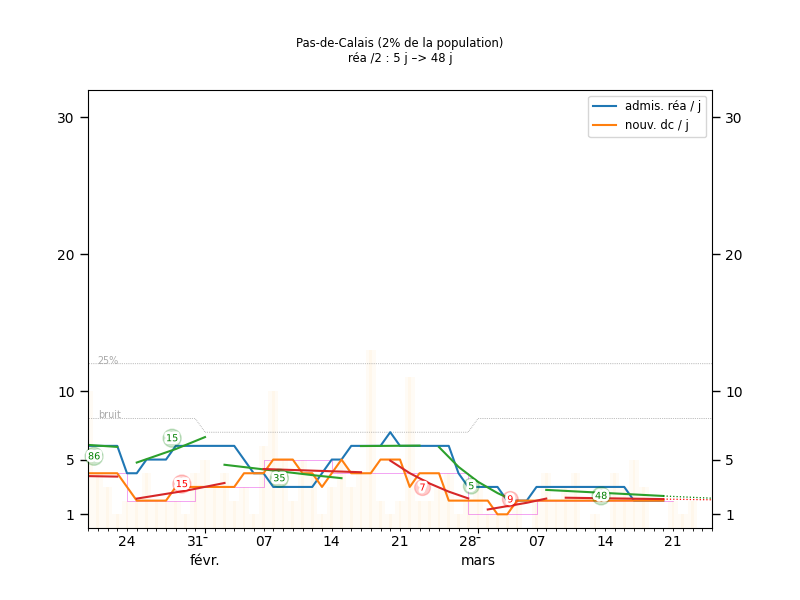 Pas-de-Calais (2% de la population)
réa /2 : 5 j –> 48 j
admis. réa / j
nouv. dc / j
30 30
20 20
25%
10 10
bruit
15
86
5 5
35
15
7
5
9
48
1 1
24 31 07 14 21 28 07 14 21
févr. mars